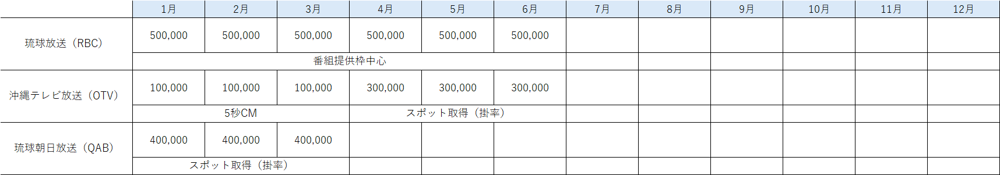 1月 2月 3月 4月 5月 6月 7月 8月 9月 10月 11月 12月
琉球放送（RBC） 500,000 500,000 500,000 500,000 500,000 500,000
番組提供枠中心
沖縄テレビ放送（OTV） 100,000 100,000 100,000 300,000 300,000 300,000
5秒CM スポット取得（掛率）
琉球朝日放送（QAB） 400,000 400,000 400,000
スポット取得（掛率）